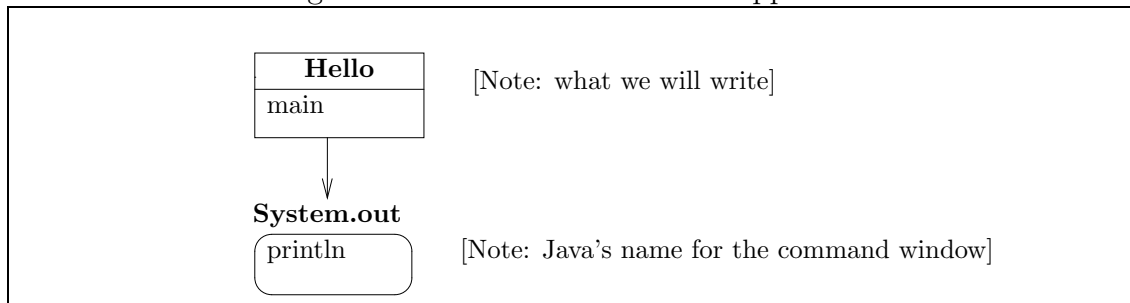 Hello
[Note: what we will write]
main
System.out
println
[Note: Java's name for the command window]